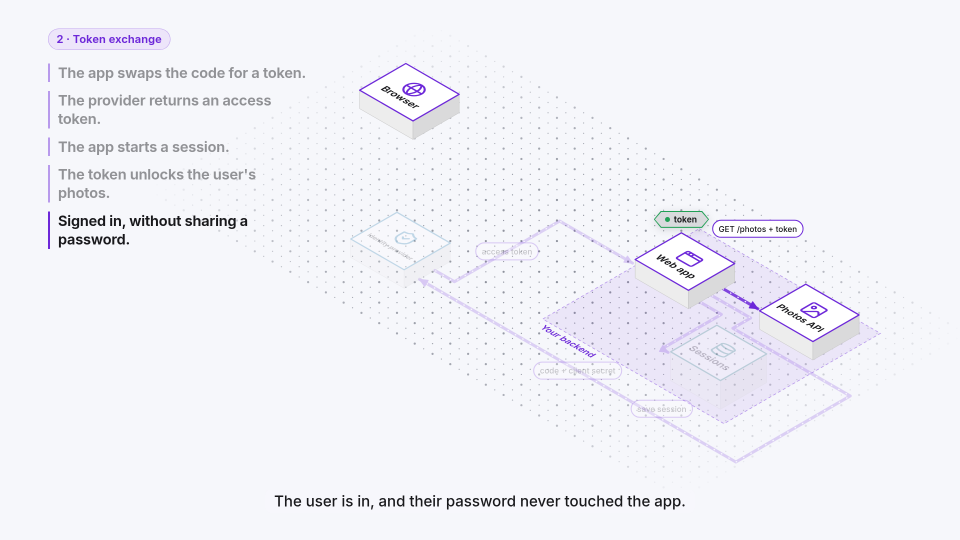 2 · Token exchange
The app swaps the code for a token.
The provider returns an access
token.
The app starts a session.
The token unlocks the user's
photos.
Signed in, without sharing a
password.
Browser
token
GET /photos + token
access token
Web app
Photos API
Your backend
Sessions
code + client secret
save session
The user is in, and their password never touched the app.